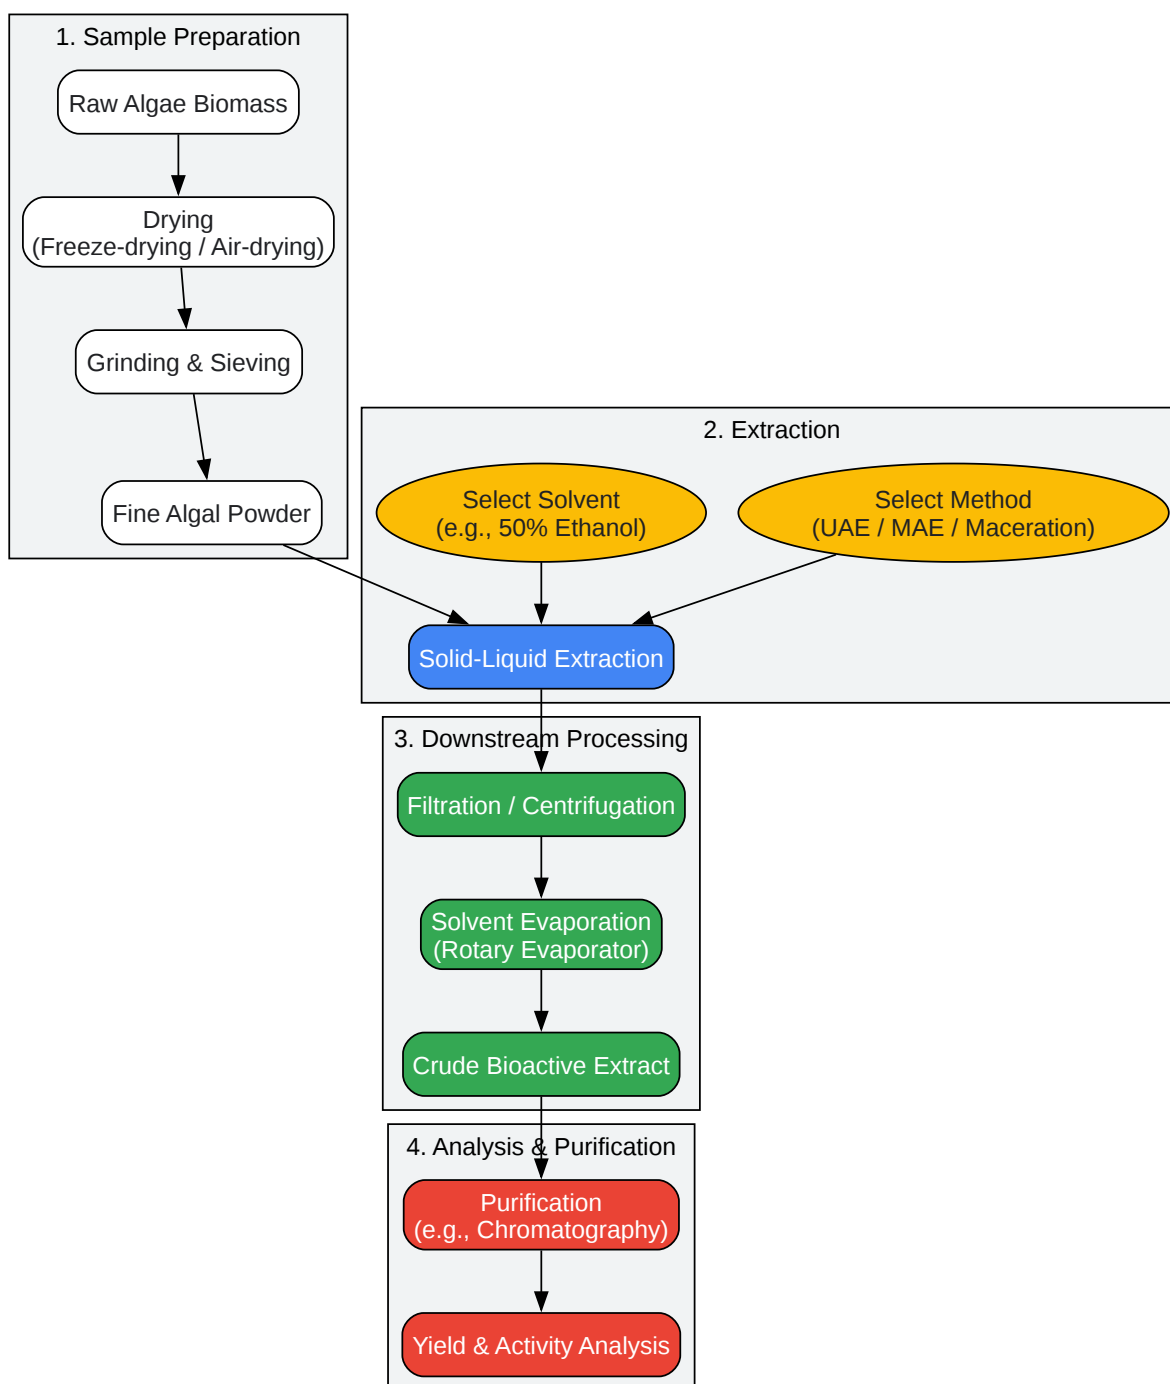 1. Sample Preparation
Raw Algae Biomass
Drying
(Freeze-drying / Air-drying)
Grinding & Sieving
Fine Algal Powder
2. Extraction
Select Solvent
(e.g., 50% Ethanol)
Select Method
(UAE / MAE / Maceration)
Solid-Liquid Extraction
3. Downstream Processing
Filtration / Centrifugation
Solvent Evaporation
(Rotary Evaporator)
Crude Bioactive Extract
4. Analysis & Purification
Purification
(e.g., Chromatography)
Yield & Activity Analysis